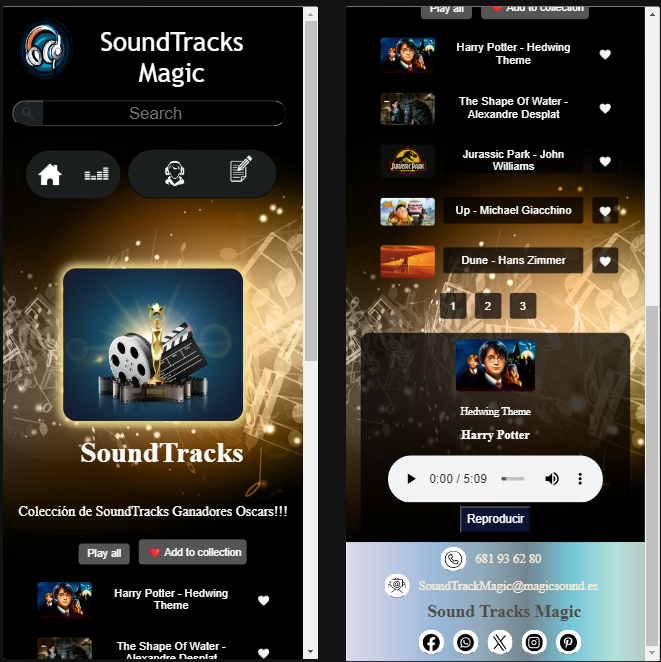 SoundTracks
Magic
Search
SoundTracks
Colección de SoundTracks Ganadores Oscars!!!
Play all
Add to collection
Harry Potter - Hedwing
Theme
The Shape Of Water -
Alexandre Desplat
Play all
Add to collection
Harry Potter - Hedwing
Theme
The Shape Of Water -
Alexandre Desplat
JURASSIC PARK
Jurassic Park - John
Williams
Up - Michael Giacchino
Dune - Hans Zimmer
1 2 3
Hedwing Theme
Harry Potter
0:00 / 5:09
Reproducir
681 93 62 80
SoundTrackMagic@magicsound.es
Sound Tracks Magic